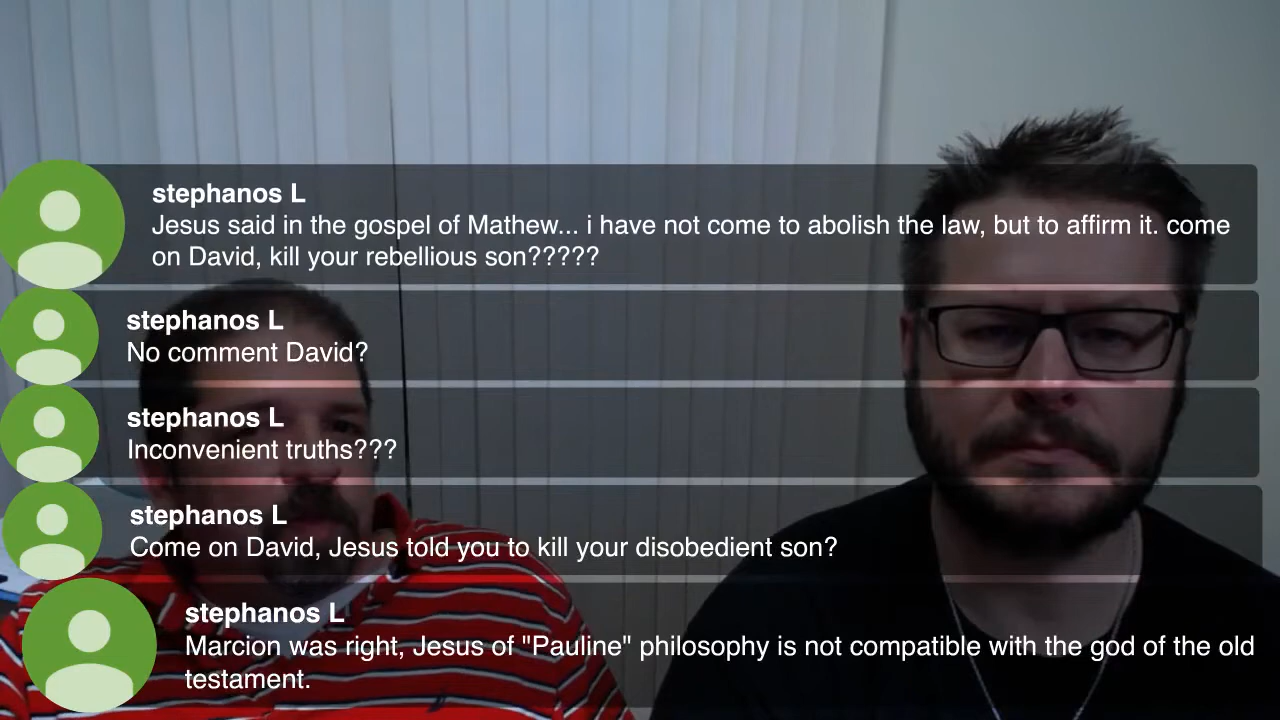 stephanos L
Jesus said in the gospel of Mathew... i have not come to abolish the law, but to affirm it. come
on David, kill your rebellious son?????
stephanos L
No comment David?
stephanos L
Inconvenient truths???
stephanos L
Come on David, Jesus told you to kill your disobedient son?
stephanos L
Marcion was right, Jesus of "Pauline" philosophy is not compatible with the god of the old
testament.